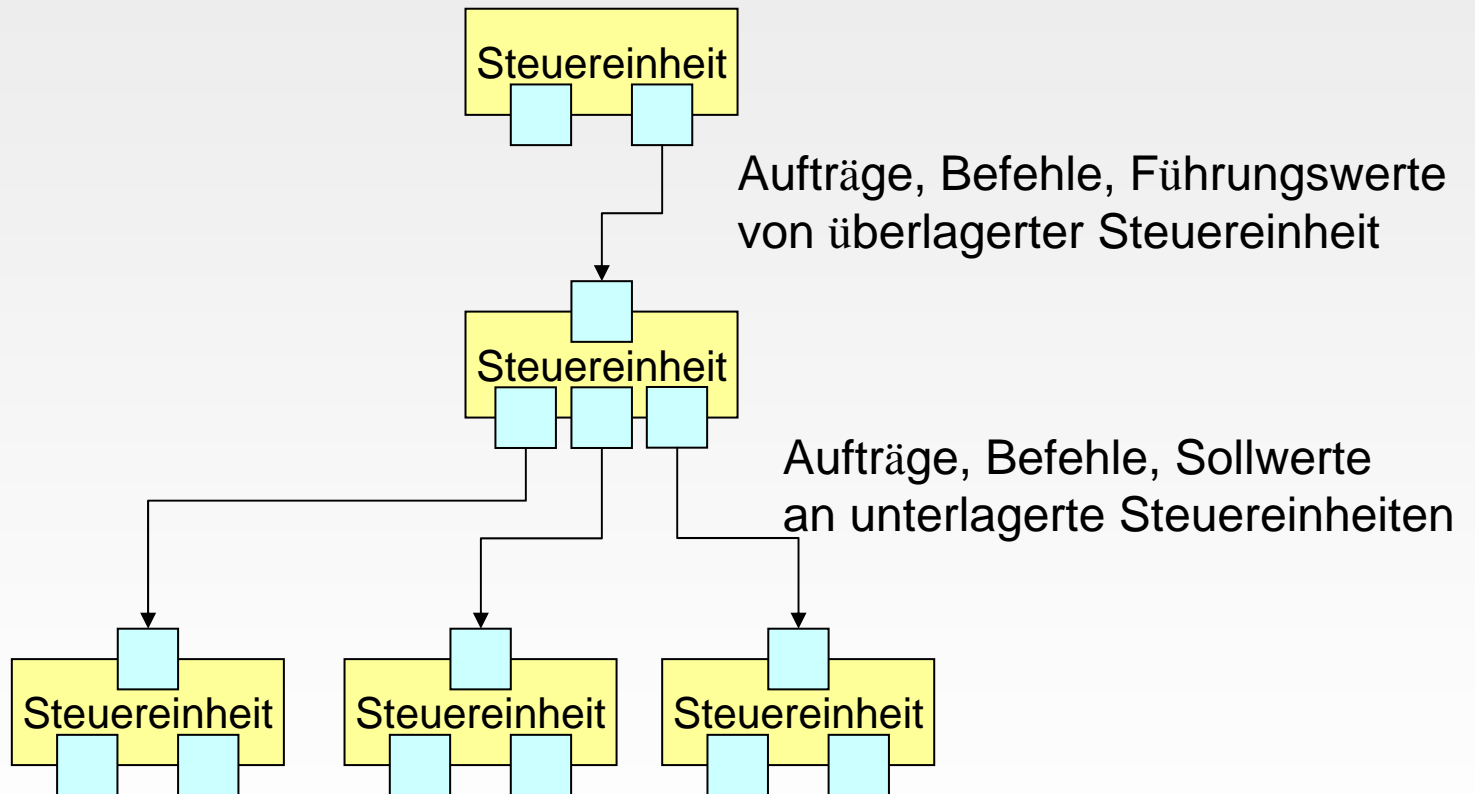 Steuereinheit
Aufträge, Befehle, Führungswerte
von überlagerter Steuereinheit
Steuereinheit
Aufträge, Befehle, Sollwerte
an unterlagerte Steuereinheiten
Steuereinheit
Steuereinheit
Steuereinheit